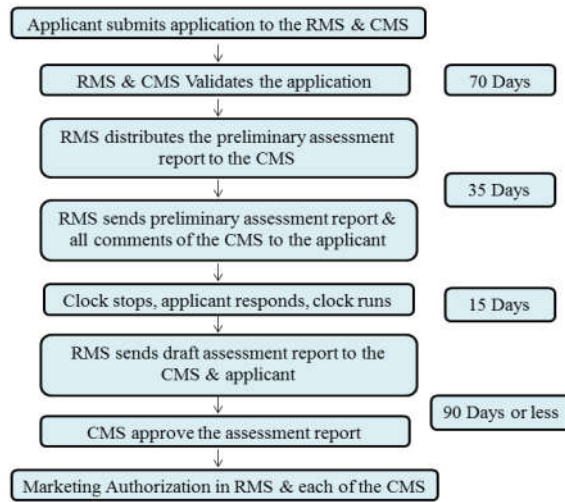 Applicant submits application to the RMS & CMS
RMS & CMS Validates the application
70 Days
RMS distributes the preliminary assessment
report to the CMS
35 Days
RMS sends preliminary assessment report &
all comments of the CMS to the applicant
Clock stops, applicant responds, clock runs
15 Days
RMS sends draft assessment report to the
CMS & applicant
90 Days or less
CMS approve the assessment report
Marketing Authorization in RMS & each of the CMS